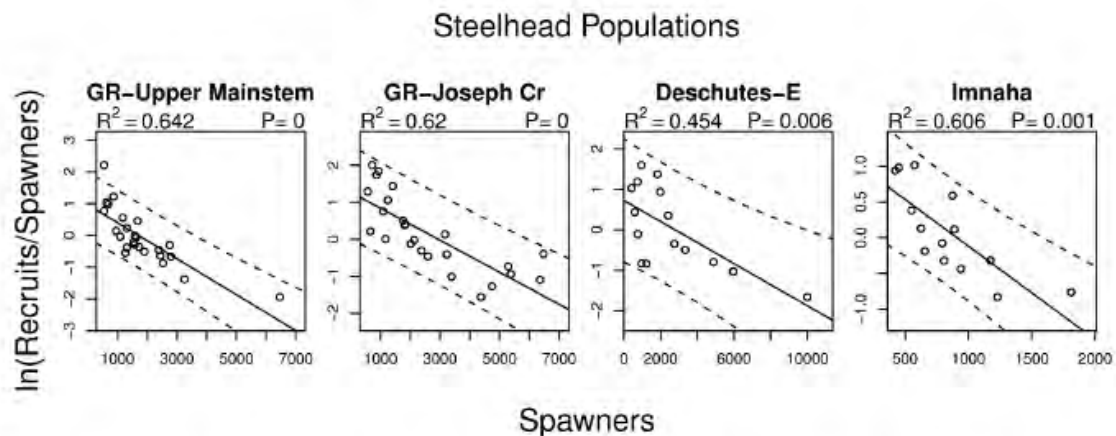 Steelhead Populations
GR−Upper Mainstem
R² = 0.642 P= 0
GR−Joseph Cr
R² = 0.62 P= 0
Deschutes−E
R² = 0.454 P= 0.006
Imnaha
R² = 0.606 P= 0.001
ln(Recruits/Spawners)
3
2
1
0
−1
−2
−3
1000 3000 5000 7000
2
1
0
−1
−2
1000 3000 5000 7000
2
1
0
−1
−2
0 2000 6000 10000
1.0
0.5
0.0
−1.0
500 1000 1500 2000
Spawners